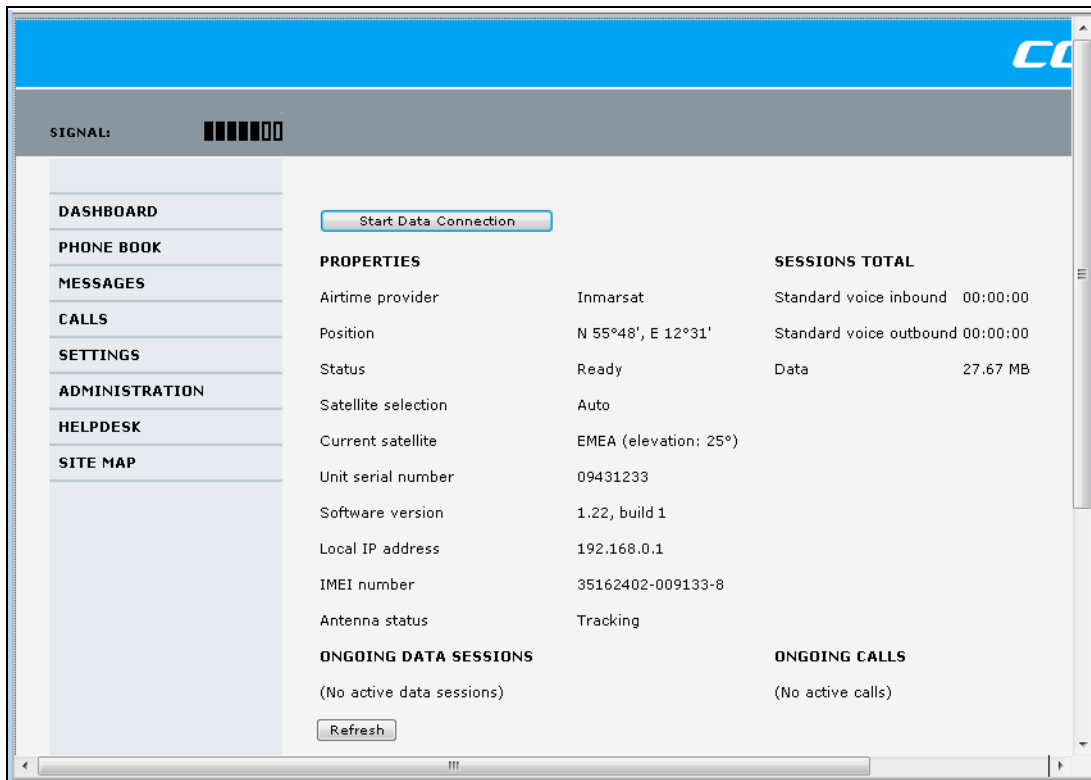 SIGNAL:
DASHBOARD
PHONE BOOK
MESSAGES
CALLS
SETTINGS
ADMINISTRATION
HELPDESK
SITE MAP
Start Data Connection
PROPERTIES
Airtime provider Inmarsat
Position N 55°48', E 12°31'
Status Ready
Satellite selection Auto
Current satellite EMEA (elevation: 25°)
Unit serial number 09431233
Software version 1.22, build 1
Local IP address 192.168.0.1
IMEI number 35162402-009133-8
Antenna status Tracking
SESSIONS TOTAL
Standard voice inbound 00:00:00
Standard voice outbound 00:00:00
Data 27.67 MB
ONGOING DATA SESSIONS
(No active data sessions)
ONGOING CALLS
(No active calls)
Refresh